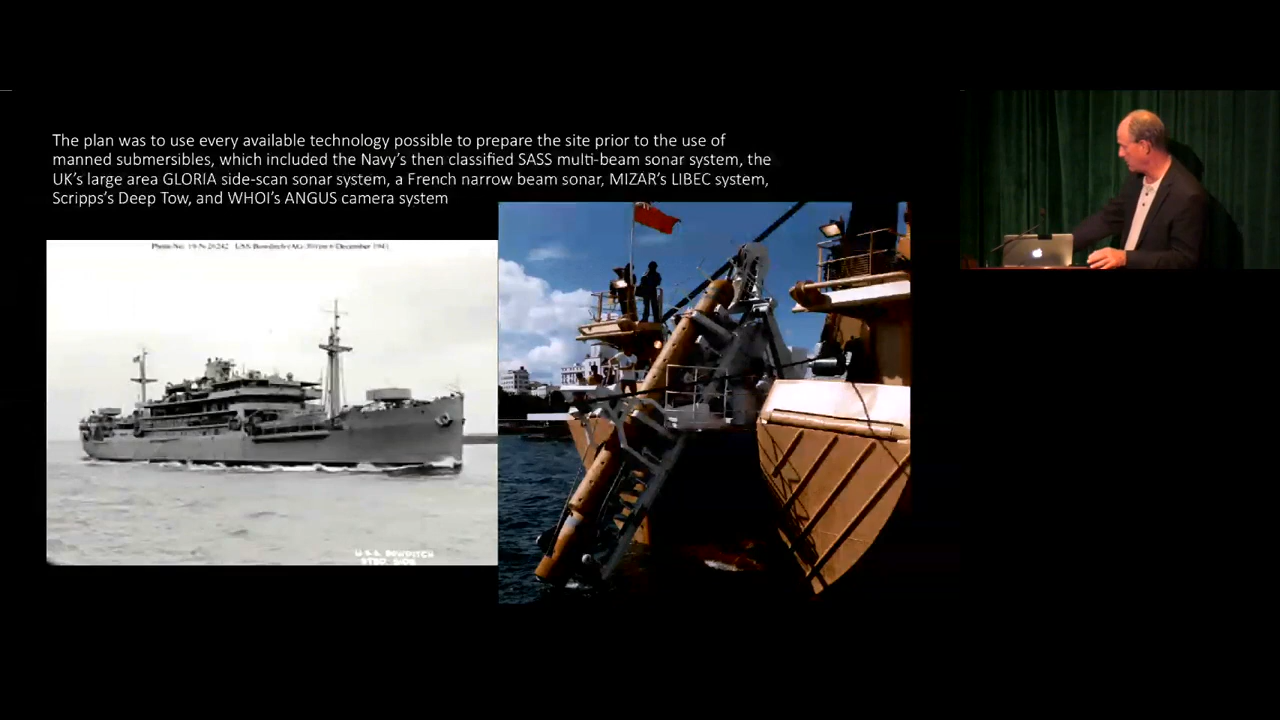 The plan was to use every available technology possible to prepare the site prior to the use of
manned submersibles, which included the Navy's then classified SASS multi-beam sonar system, the
UK's large area GLORIA side-scan sonar system, a French narrow beam sonar, MIZAR's LIBEC system,
Scripps's Deep Tow, and WHOI's ANGUS camera system
U.S.S. BOWDITCH